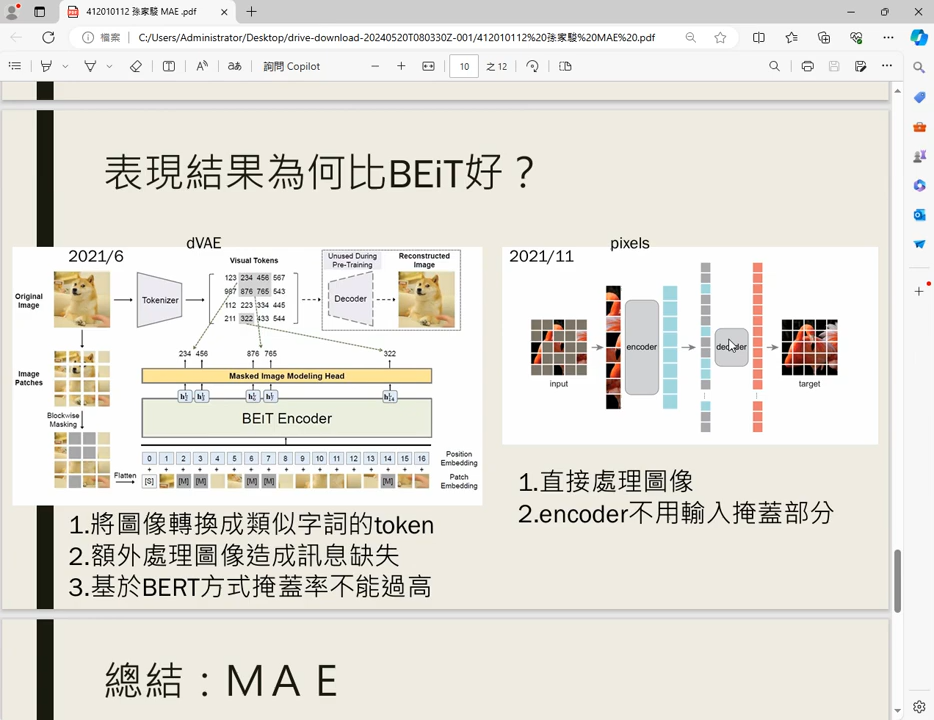 412010112 孫家駿 MAE .pdf
檔案
C:/Users/Administrator/Desktop/drive-download-20240520T080330Z-001/412010112%20孫家駿%20MAE%20.pdf
詢問 Copilot
10 之 12
表現結果為何比BEiT好？
dVAE
2021/6
Visual Tokens
Unused During
Pre-Training
Reconstructed
Image
Original
Image
Tokenizer
123 234 456 567
987 876 765 543
112 223 334 445
211 322 433 544
Decoder
234 456 876 765 322
Image
Patches
Masked Image Modeling Head
Blockwise
Masking
BEiT Encoder
0 1 2 3 4 5 6 7 8 9 10 11 12 13 14 15 16
Position
Embedding
+ + + + + + + + + + + + + + + + +
Flatten
[S] [M] [M] [M] [M] [M]
Patch
Embedding
1.將圖像轉換成類似字詞的token
2.額外處理圖像造成訊息缺失
3.基於BERT方式掩蓋率不能過高
pixels
2021/11
input
encoder
decoder
target
1.直接處理圖像
2.encoder不用輸入掩蓋部分
總結：MAE